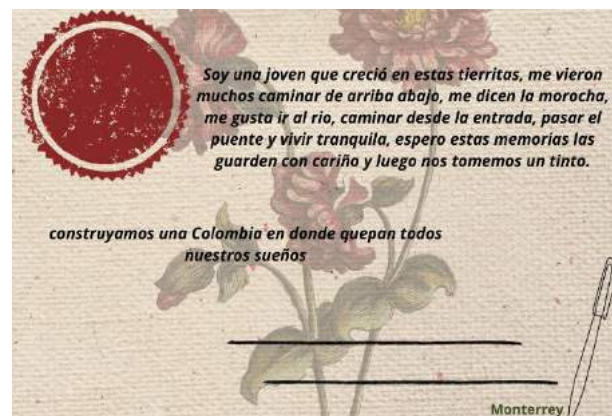 Soy una joven que creció en estas tierritas, me vieron
muchos caminar de arriba abajo, me dicen la morocha,
me gusta ir al rio, caminar desde la entrada, pasar el
puente y vivir tranquila, espero estas memorias las
guarden con cariño y luego nos tomemos un tinto.
construyamos una Colombia en donde quepan todos
nuestros sueños
Monterrey